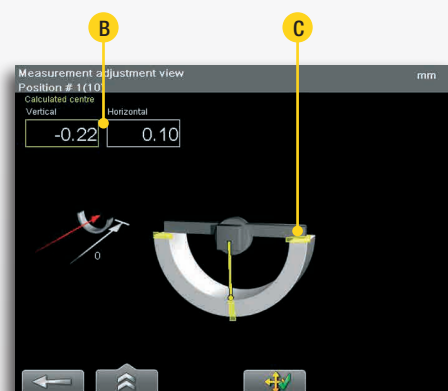 B C
Measurement adjustment view mm
Position # 1(10)
Calculated centre
Vertical Horizontal
-0.22 0.10
0